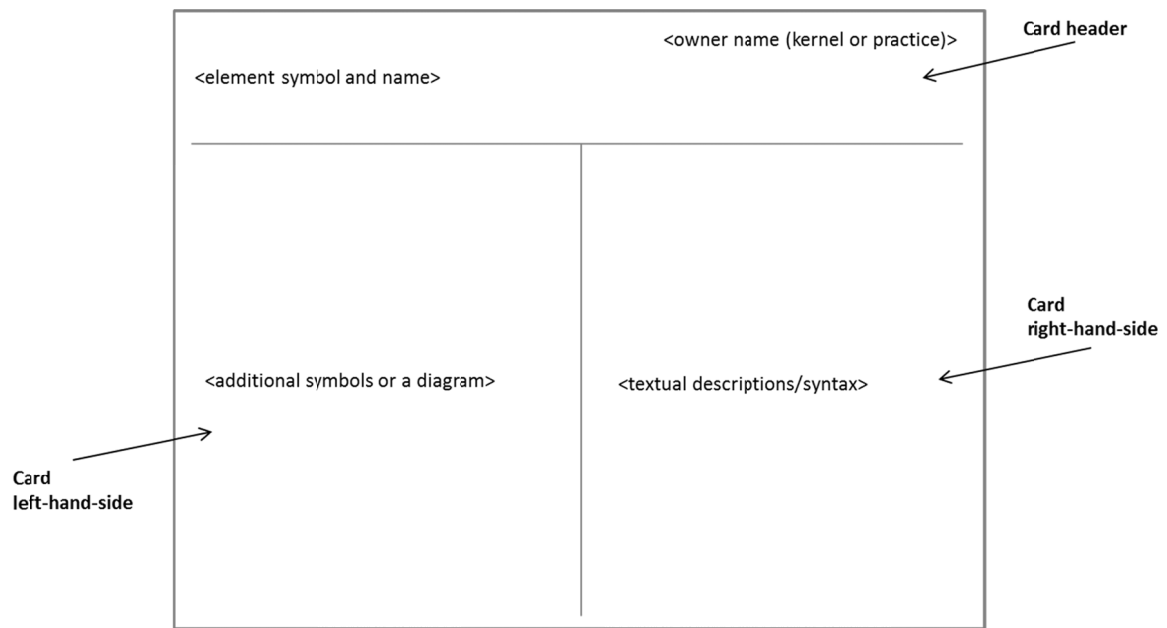 <owner name (kernel or practice)>
Card header
<element symbol and name>
Card
right-hand-side
<additional symbols or a diagram>
<textual descriptions/syntax>
Card
left-hand-side